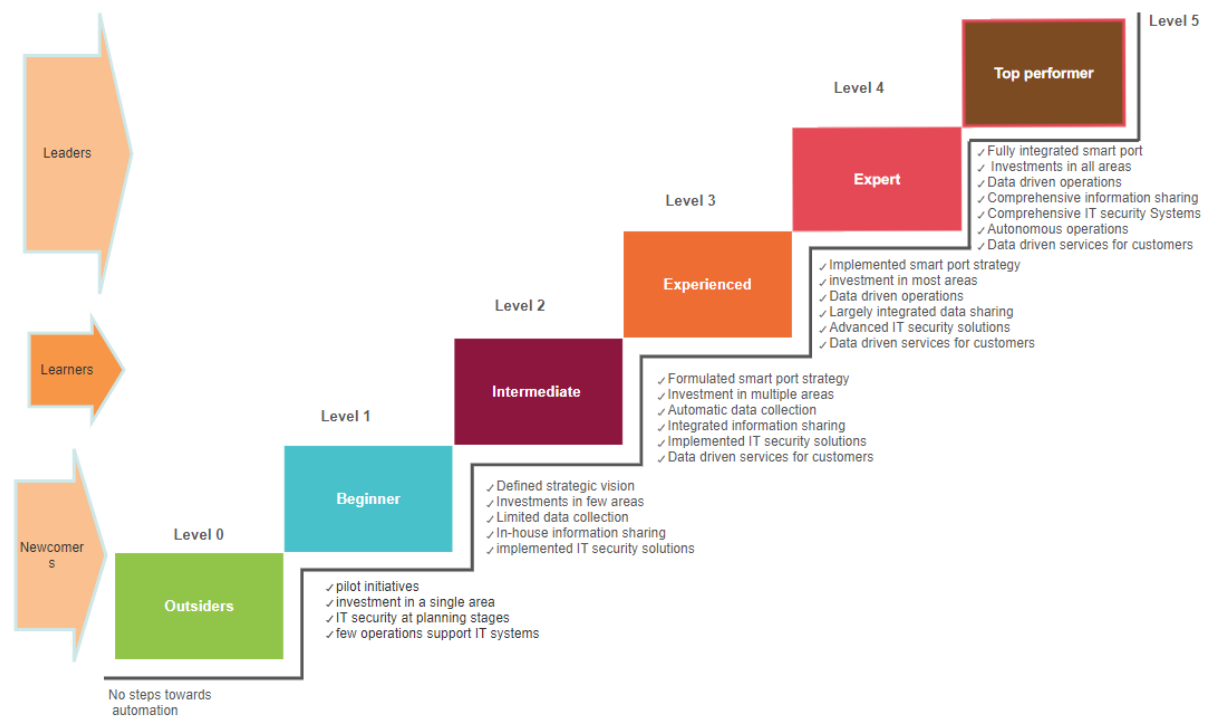 Level 5
Top performer
Level 4
Leaders
✓Fully integrated smart port
✓ Investments in all areas
✓Data driven operations
✓Comprehensive information sharing
✓Comprehensive IT security Systems
✓Autonomous operations
✓Data driven services for customers
Expert
Level 3
✓Implemented smart port strategy
✓investment in most areas
✓Data driven operations
✓Largely integrated data sharing
✓Advanced IT security solutions
✓Data driven services for customers
Experienced
Level 2
Learners
✓Formulated smart port strategy
✓Investment in multiple areas
✓Automatic data collection
✓Integrated information sharing
✓Implemented IT security solutions
✓Data driven services for customers
Intermediate
Level 1
✓Defined strategic vision
✓Investments in few areas
✓Limited data collection
✓In-house information sharing
✓implemented IT security solutions
Beginner
Level 0
Newcomer
s
✓pilot initiatives
✓investment in a single area
✓IT security at planning stages
✓few operations support IT systems
Outsiders
No steps towards
automation